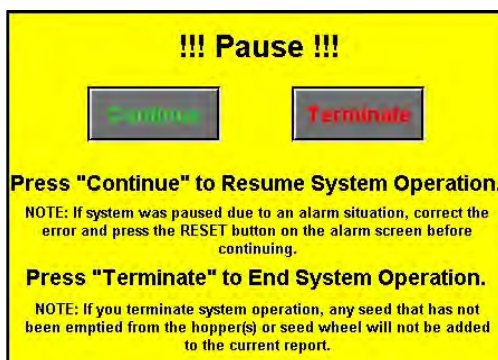 !!! Pause !!!
Continue Terminate
Press "Continue" to Resume System Operation.
NOTE: If system was paused due to an alarm situation, correct the
error and press the RESET button on the alarm screen before
continuing.
Press "Terminate" to End System Operation.
NOTE: If you terminate system operation, any seed that has not
been emptied from the hopper(s) or seed wheel will not be added
to the current report.